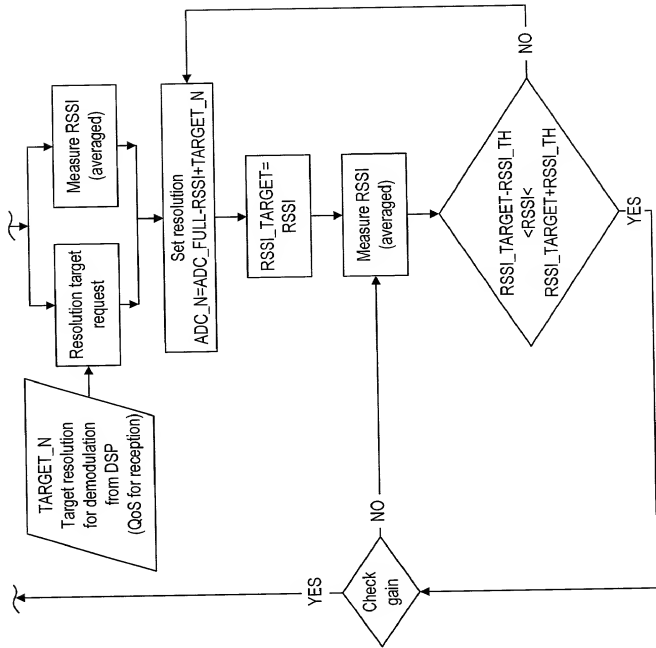 TARGET_N
Target resolution
for demodulation
from DSP
(QoS for reception)
Resolution target
request
Measure RSSI
(averaged)
Set resolution
ADC_N=ADC_FULL-RSSI+TARGET_N
RSSI_TARGET=
RSSI
Measure RSSI
(averaged)
RSSI_TARGET-RSSI_TH
<RSSI<
RSSI_TARGET+RSSI_TH
NO
YES
Check
gain
NO
YES